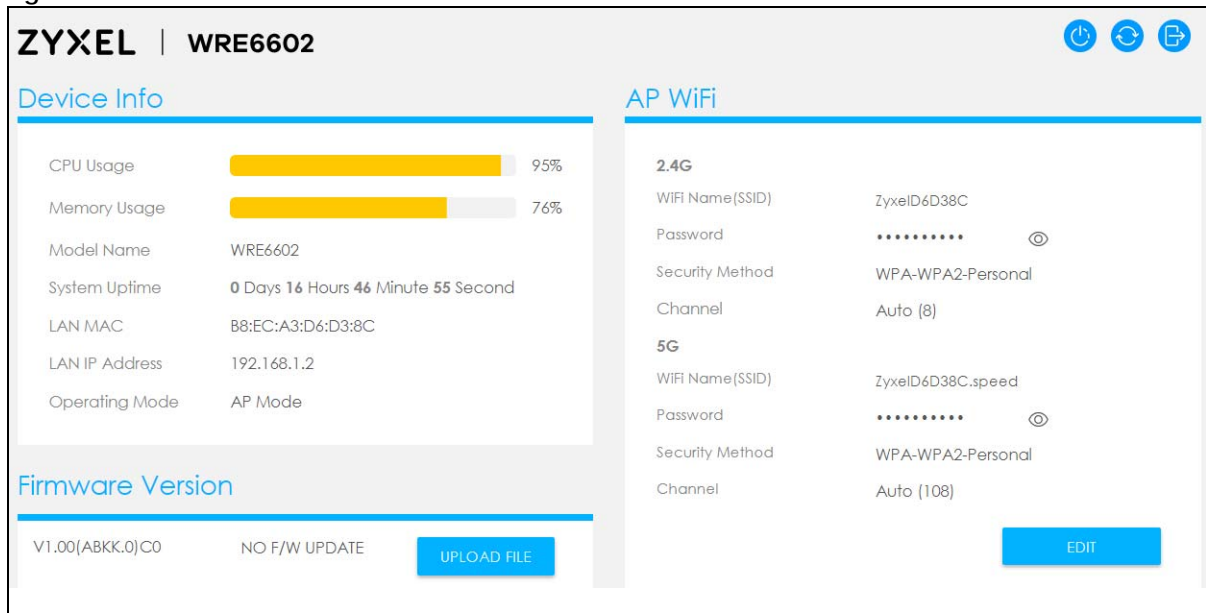 ZYXEL | WRE6602
Device Info
CPU Usage 95%
Memory Usage 76%
Model Name WRE6602
System Uptime 0 Days 16 Hours 46 Minute 55 Second
LAN MAC B8:EC:A3:D6:D3:8C
LAN IP Address 192.168.1.2
Operating Mode AP Mode
Firmware Version
V1.00(ABKK.0)C0 NO F/W UPDATE UPLOAD FILE
AP WiFi
2.4G
WiFi Name(SSID) ZyxelD6D38C
Password ••••••••••
Security Method WPA-WPA2-Personal
Channel Auto (8)
5G
WiFi Name(SSID) ZyxelD6D38C.speed
Password ••••••••••
Security Method WPA-WPA2-Personal
Channel Auto (108)
EDIT